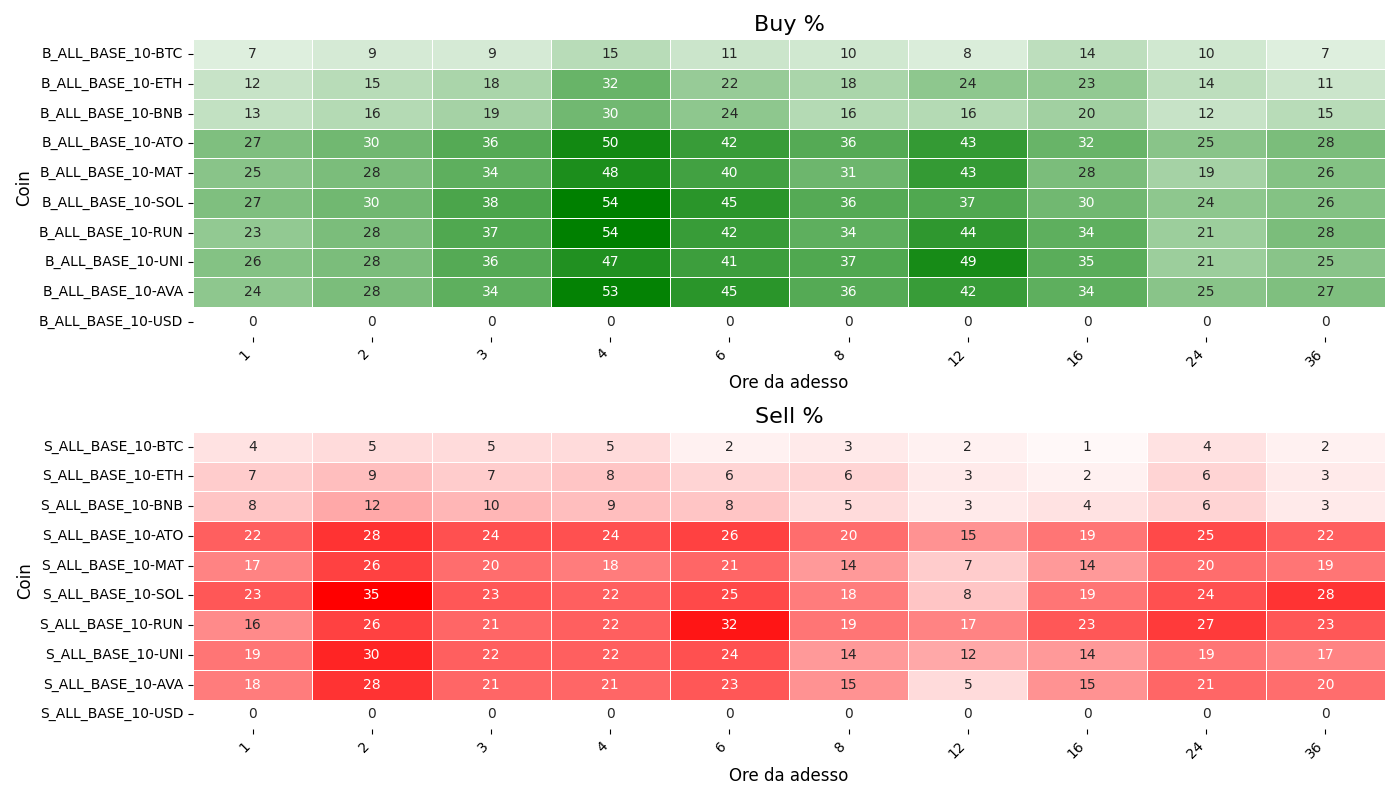 Buy %
Coin
B_ALL_BASE_10-BTC 7 9 9 15 11 10 8 14 10 7
B_ALL_BASE_10-ETH 12 15 18 32 22 18 24 23 14 11
B_ALL_BASE_10-BNB 13 16 19 30 24 16 16 20 12 15
B_ALL_BASE_10-ATO 27 30 36 50 42 36 43 32 25 28
B_ALL_BASE_10-MAT 25 28 34 48 40 31 43 28 19 26
B_ALL_BASE_10-SOL 27 30 38 54 45 36 37 30 24 26
B_ALL_BASE_10-RUN 23 28 37 54 42 34 44 34 21 28
B_ALL_BASE_10-UNI 26 28 36 47 41 37 49 35 21 25
B_ALL_BASE_10-AVA 24 28 34 53 45 36 42 34 25 27
B_ALL_BASE_10-USD 0 0 0 0 0 0 0 0 0 0
1 2 3 4 6 8 12 16 24 36
Ore da adesso
Sell %
Coin
S_ALL_BASE_10-BTC 4 5 5 5 2 3 2 1 4 2
S_ALL_BASE_10-ETH 7 9 7 8 6 6 3 2 6 3
S_ALL_BASE_10-BNB 8 12 10 9 8 5 3 4 6 3
S_ALL_BASE_10-ATO 22 28 24 24 26 20 15 19 25 22
S_ALL_BASE_10-MAT 17 26 20 18 21 14 7 14 20 19
S_ALL_BASE_10-SOL 23 35 23 22 25 18 8 19 24 28
S_ALL_BASE_10-RUN 16 26 21 22 32 19 17 23 27 23
S_ALL_BASE_10-UNI 19 30 22 22 24 14 12 14 19 17
S_ALL_BASE_10-AVA 18 28 21 21 23 15 5 15 21 20
S_ALL_BASE_10-USD 0 0 0 0 0 0 0 0 0 0
1 2 3 4 6 8 12 16 24 36
Ore da adesso